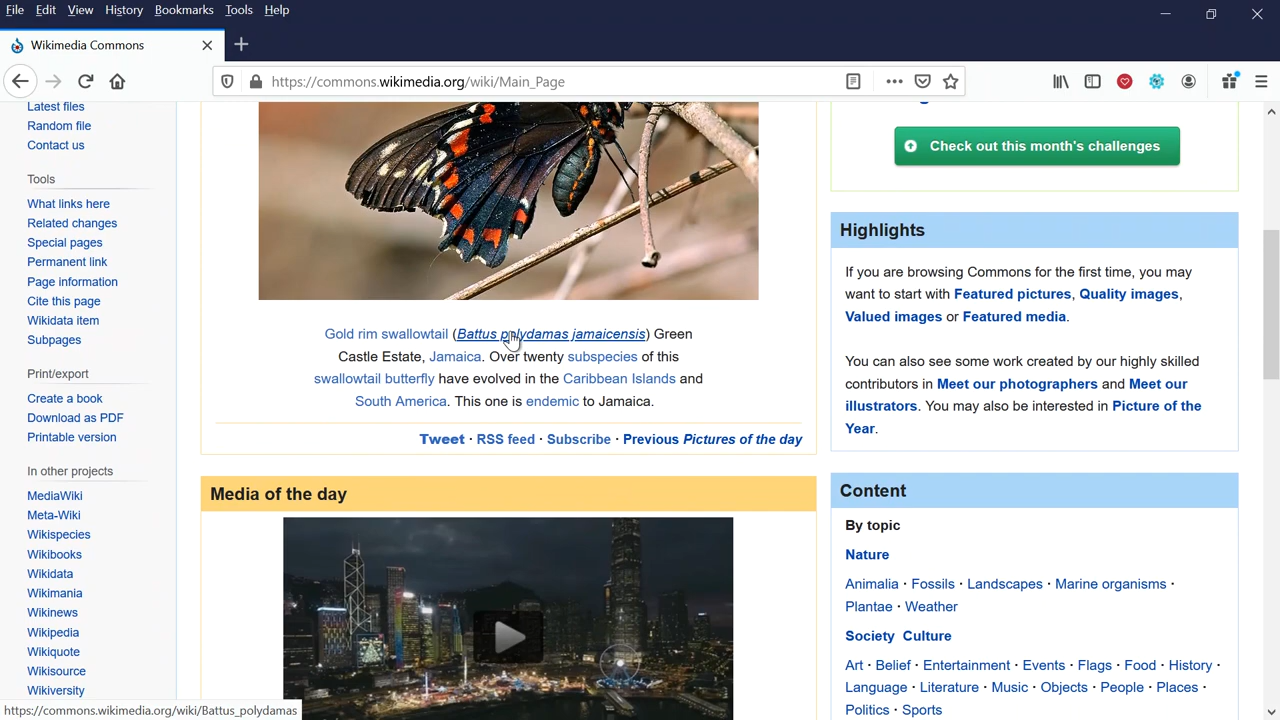 File Edit View History Bookmarks Tools Help
Wikimedia Commons
https://commons.wikimedia.org/wiki/Main_Page
Latest files
Random file
Contact us
Tools
What links here
Related changes
Special pages
Permanent link
Page information
Cite this page
Wikidata item
Subpages
Print/export
Create a book
Download as PDF
Printable version
In other projects
MediaWiki
Meta-Wiki
Wikispecies
Wikibooks
Wikidata
Wikimania
Wikinews
Wikipedia
Wikiquote
Wikisource
Wikiversity
Gold rim swallowtail (Battus polydamas jamaicensis) Green
Castle Estate, Jamaica. Over twenty subspecies of this
swallowtail butterfly have evolved in the Caribbean Islands and
South America. This one is endemic to Jamaica.
Tweet · RSS feed · Subscribe · Previous Pictures of the day
Media of the day
Check out this month's challenges
Highlights
If you are browsing Commons for the first time, you may
want to start with Featured pictures, Quality images,
Valued images or Featured media.
You can also see some work created by our highly skilled
contributors in Meet our photographers and Meet our
illustrators. You may also be interested in Picture of the
Year.
Content
By topic
Nature
Animalia · Fossils · Landscapes · Marine organisms ·
Plantae · Weather
Society Culture
Art · Belief · Entertainment · Events · Flags · Food · History ·
Language · Literature · Music · Objects · People · Places ·
Politics · Sports
https://commons.wikimedia.org/wiki/Battus_polydamas